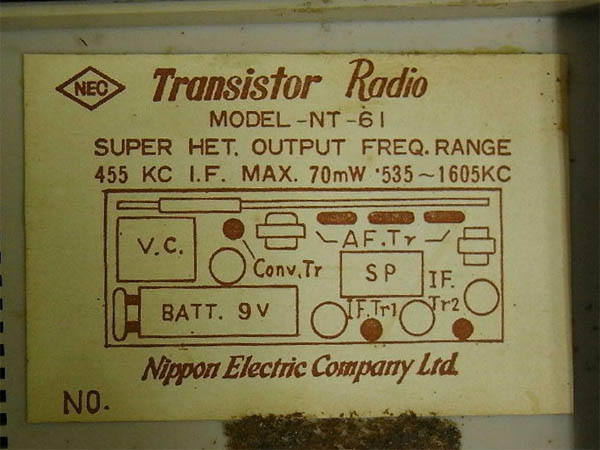 NEC Transistor Radio
MODEL-NT-61
SUPER HET. OUTPUT FREQ. RANGE
455 KC I.F. MAX. 70mW 535~1605KC
V.C.
AF.Tr
Conv.Tr
SP
IF.
Tr2
BATT. 9V
IF.Tr1
Nippon Electric Company Ltd.
NO.